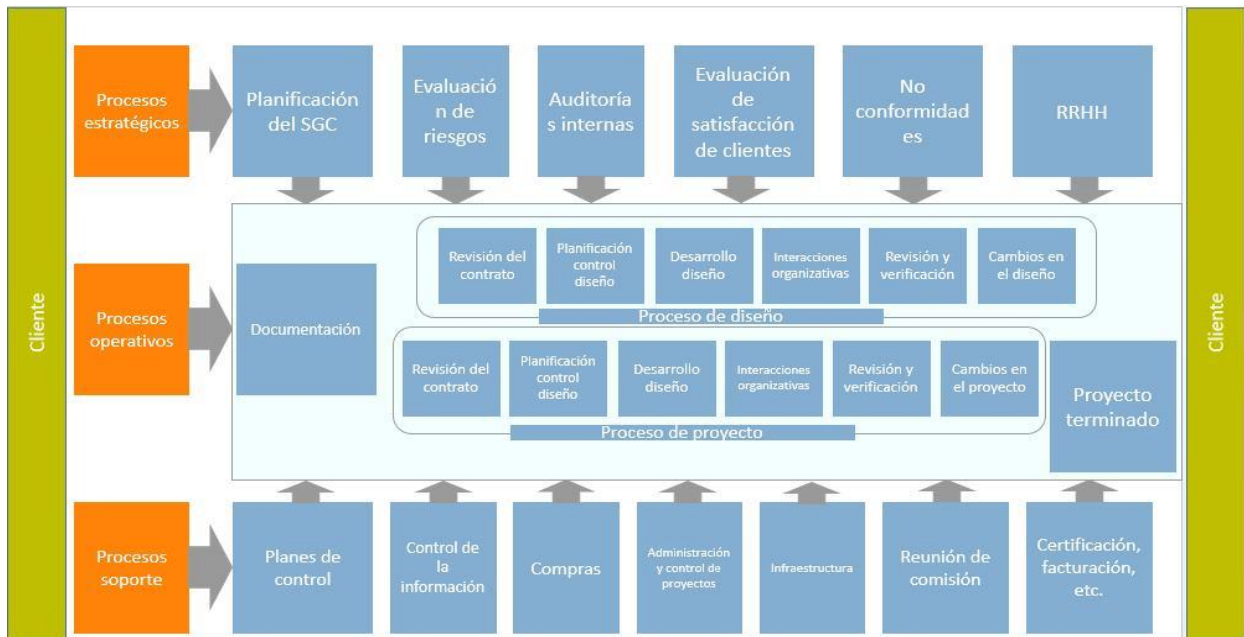 Cliente
Procesos
estratégicos
Planificación
del SGC
Evaluació
n de
riesgos
Auditoría
s internas
Evaluación
de
satisfacción
de clientes
No
conformidad
es
RRHH
Procesos
operativos
Documentación
Revisión del
contrato
Planificación
control
diseño
Desarrollo
diseño
Interacciones
organizativas
Revisión y
verificación
Cambios en
el diseño
Proceso de diseño
Revisión del
contrato
Planificación
control
diseño
Desarrollo
diseño
Interacciones
organizativas
Revisión y
verificación
Cambios en
el proyecto
Proceso de proyecto
Proyecto
terminado
Procesos
soporte
Planes de
control
Control de
la
información
Compras
Administración
y control de
proyectos
Infraestructura
Reunión de
comisión
Certificación,
facturación,
etc.
Cliente